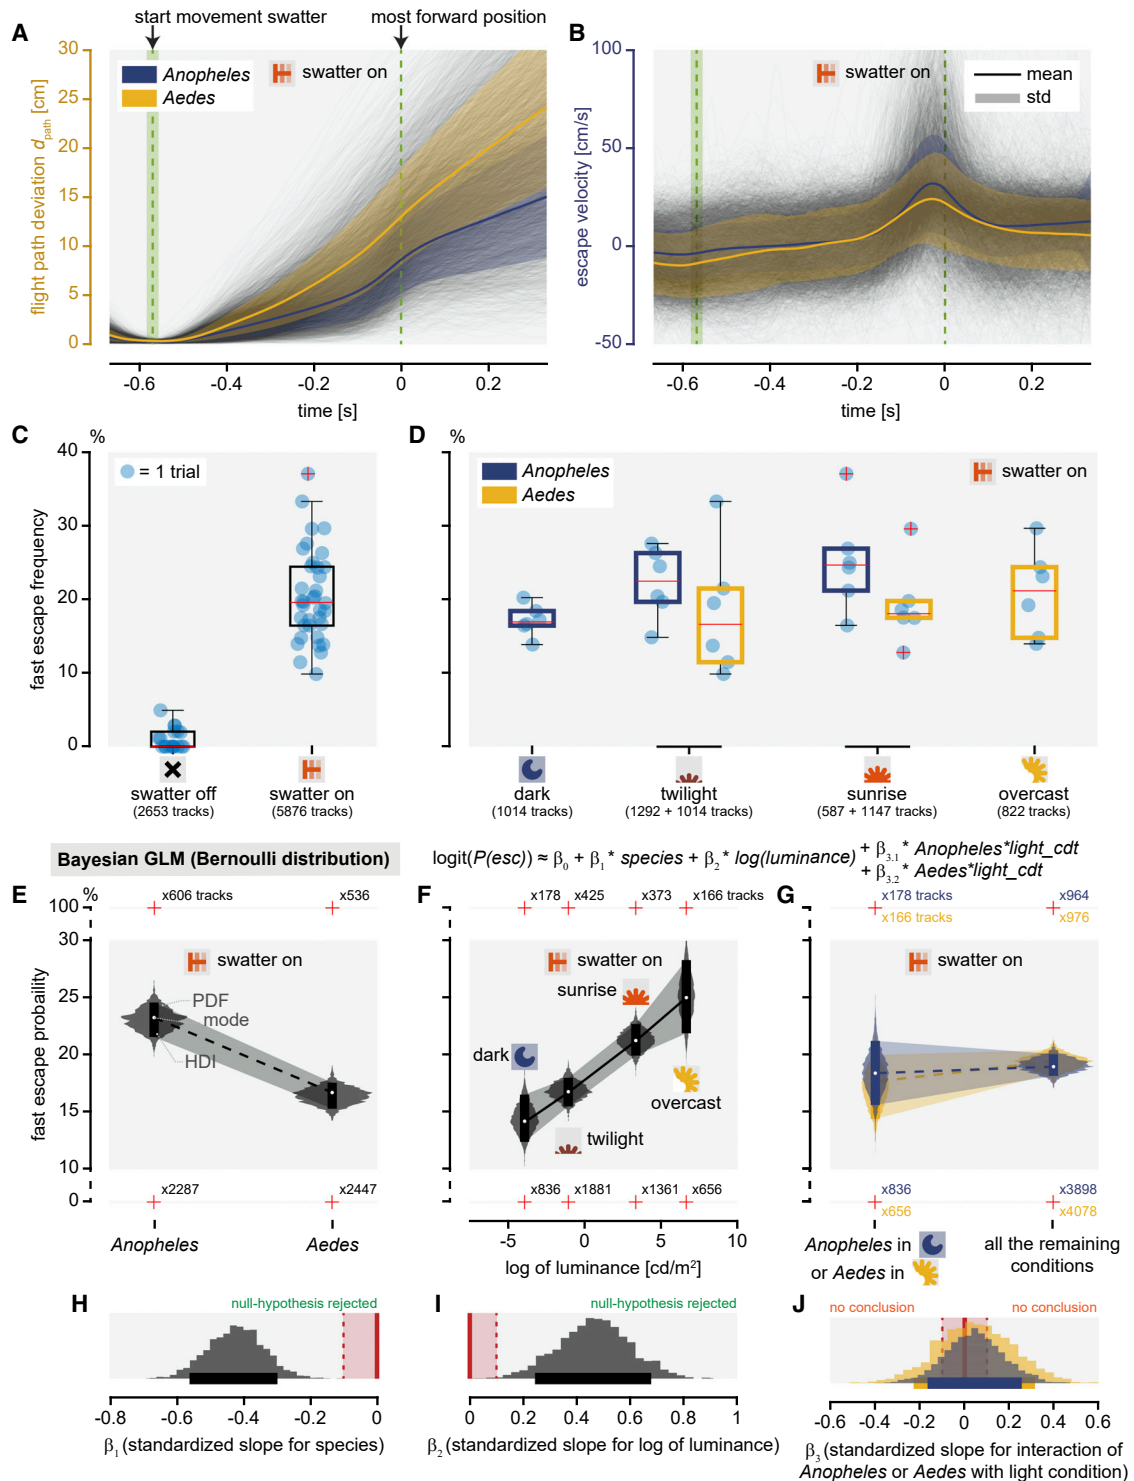 start movement swatter
most forward position
A
30
25
20
15
10
5
0
flight path deviation d_path [cm]
Anopheles
Aedes
swatter on
-0.6 -0.4 -0.2 0 0.2
time [s]
B
100
50
0
-50
escape velocity [cm/s]
swatter on
mean
std
-0.6 -0.4 -0.2 0 0.2
time [s]
C
%
40
30
20
10
0
fast escape frequency
= 1 trial
swatter off
(2653 tracks)
swatter on
(5876 tracks)
D
%
Anopheles
Aedes
swatter on
dark
(1014 tracks)
twilight
(1292 + 1014 tracks)
sunrise
(587 + 1147 tracks)
overcast
(822 tracks)
Bayesian GLM (Bernoulli distribution)
logit(P(esc)) ≈ β0 + β1* species + β2* log(luminance) + β3.1* Anopheles*light_cdt
+ β3.2* Aedes*light_cdt
E
%
100
30
25
20
15
10
0
fast escape probaility
x606 tracks
x536
swatter on
PDF
mode
HDI
x2287
x2447
Anopheles
Aedes
F
x178 x425 x373 x166 tracks
swatter on
sunrise
dark
overcast
twilight
x836 x1881 x1361 x656
-5 0 5 10
log of luminance [cd/m²]
G
x178 tracks
x166 tracks
x964
x976
swatter on
x836
x656
x3898
x4078
Anopheles in
or Aedes in
all the remaining
conditions
H
null-hypothesis rejected
-0.8 -0.6 -0.4 -0.2 0
β1 (standardized slope for species)
I
null-hypothesis rejected
0 0.2 0.4 0.6 0.8 1
β2 (standardized slope for log of luminance)
J
no conclusion
no conclusion
-0.6 -0.4 -0.2 0 0.2 0.4 0.6
β3 (standardized slope for interaction of
Anopheles or Aedes with light condition)